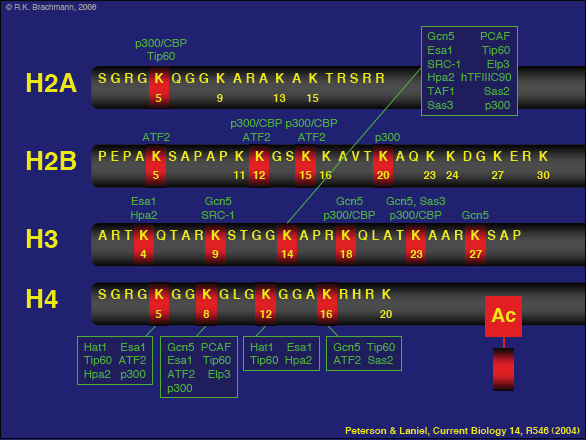 © R.K. Brachmann, 2006
Gcn5 PCAF
Esa1 Tip60
SRC-1 Elp3
Hpa2 hTFIIIC90
TAF1 Sas2
Sas3 p300
p300/CBP
Tip60
H2A
SGRGKQGGKARAKAKTRSRR
5 9 13 15
p300/CBP p300/CBP
ATF2 ATF2 ATF2 p300
H2B
PEPAKSAPAPKKGSKKAVTKAQKKDGKERK
5 11 12 15 16 20 23 24 27 30
Esa1 Gcn5 Gcn5 Gcn5, Sas3
Hpa2 SRC-1 p300/CBP p300/CBP Gcn5
H3
ARTKQTARKSTGGKAPRKQLATKAARKSAP
4 9 14 18 23 27
H4
SGRGKGGKGLGKGGAKRHRK
5 8 12 16 20
Ac
Hat1 Esa1
Tip60 ATF2
Hpa2 p300
Gcn5 PCAF
Esa1 Tip60
ATF2 Elp3
p300
Hat1 Esa1
Tip60 Hpa2
Gcn5 Tip60
ATF2 Sas2
Peterson & Laniel, Current Biology 14, R546 (2004)